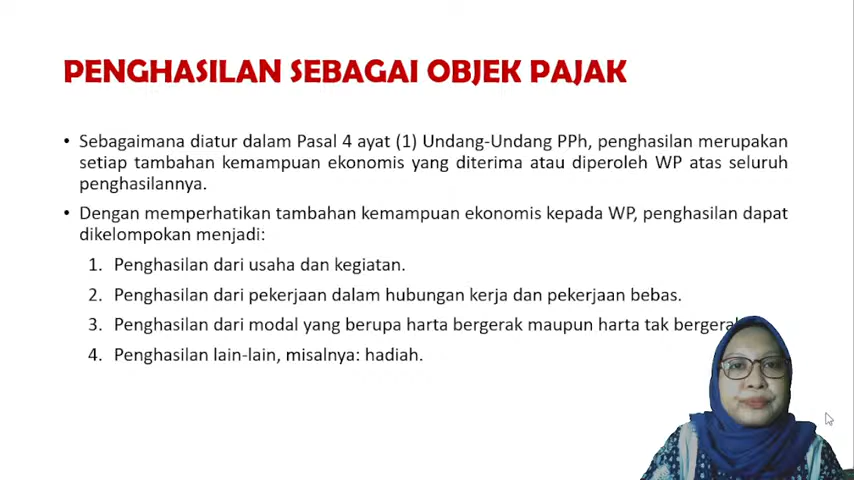 PENGHASILAN SEBAGAI OBJEK PAJAK
• Sebagaimana diatur dalam Pasal 4 ayat (1) Undang-Undang PPh, penghasilan merupakan
setiap tambahan kemampuan ekonomis yang diterima atau diperoleh WP atas seluruh
penghasilannya.
• Dengan memperhatikan tambahan kemampuan ekonomis kepada WP, penghasilan dapat
dikelompokan menjadi:
1. Penghasilan dari usaha dan kegiatan.
2. Penghasilan dari pekerjaan dalam hubungan kerja dan pekerjaan bebas.
3. Penghasilan dari modal yang berupa harta bergerak maupun harta tak bergerak
4. Penghasilan lain-lain, misalnya: hadiah.